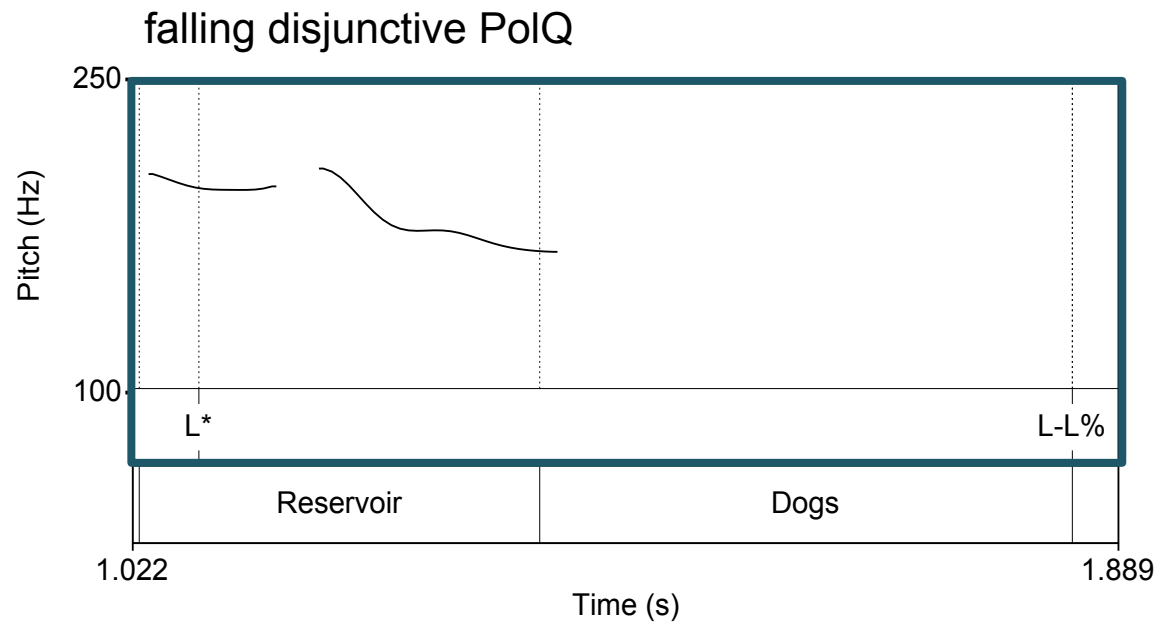 falling disjunctive PolQ
250
Pitch (Hz)
100
L* L-L%
Reservoir Dogs
1.022 1.889
Time (s)